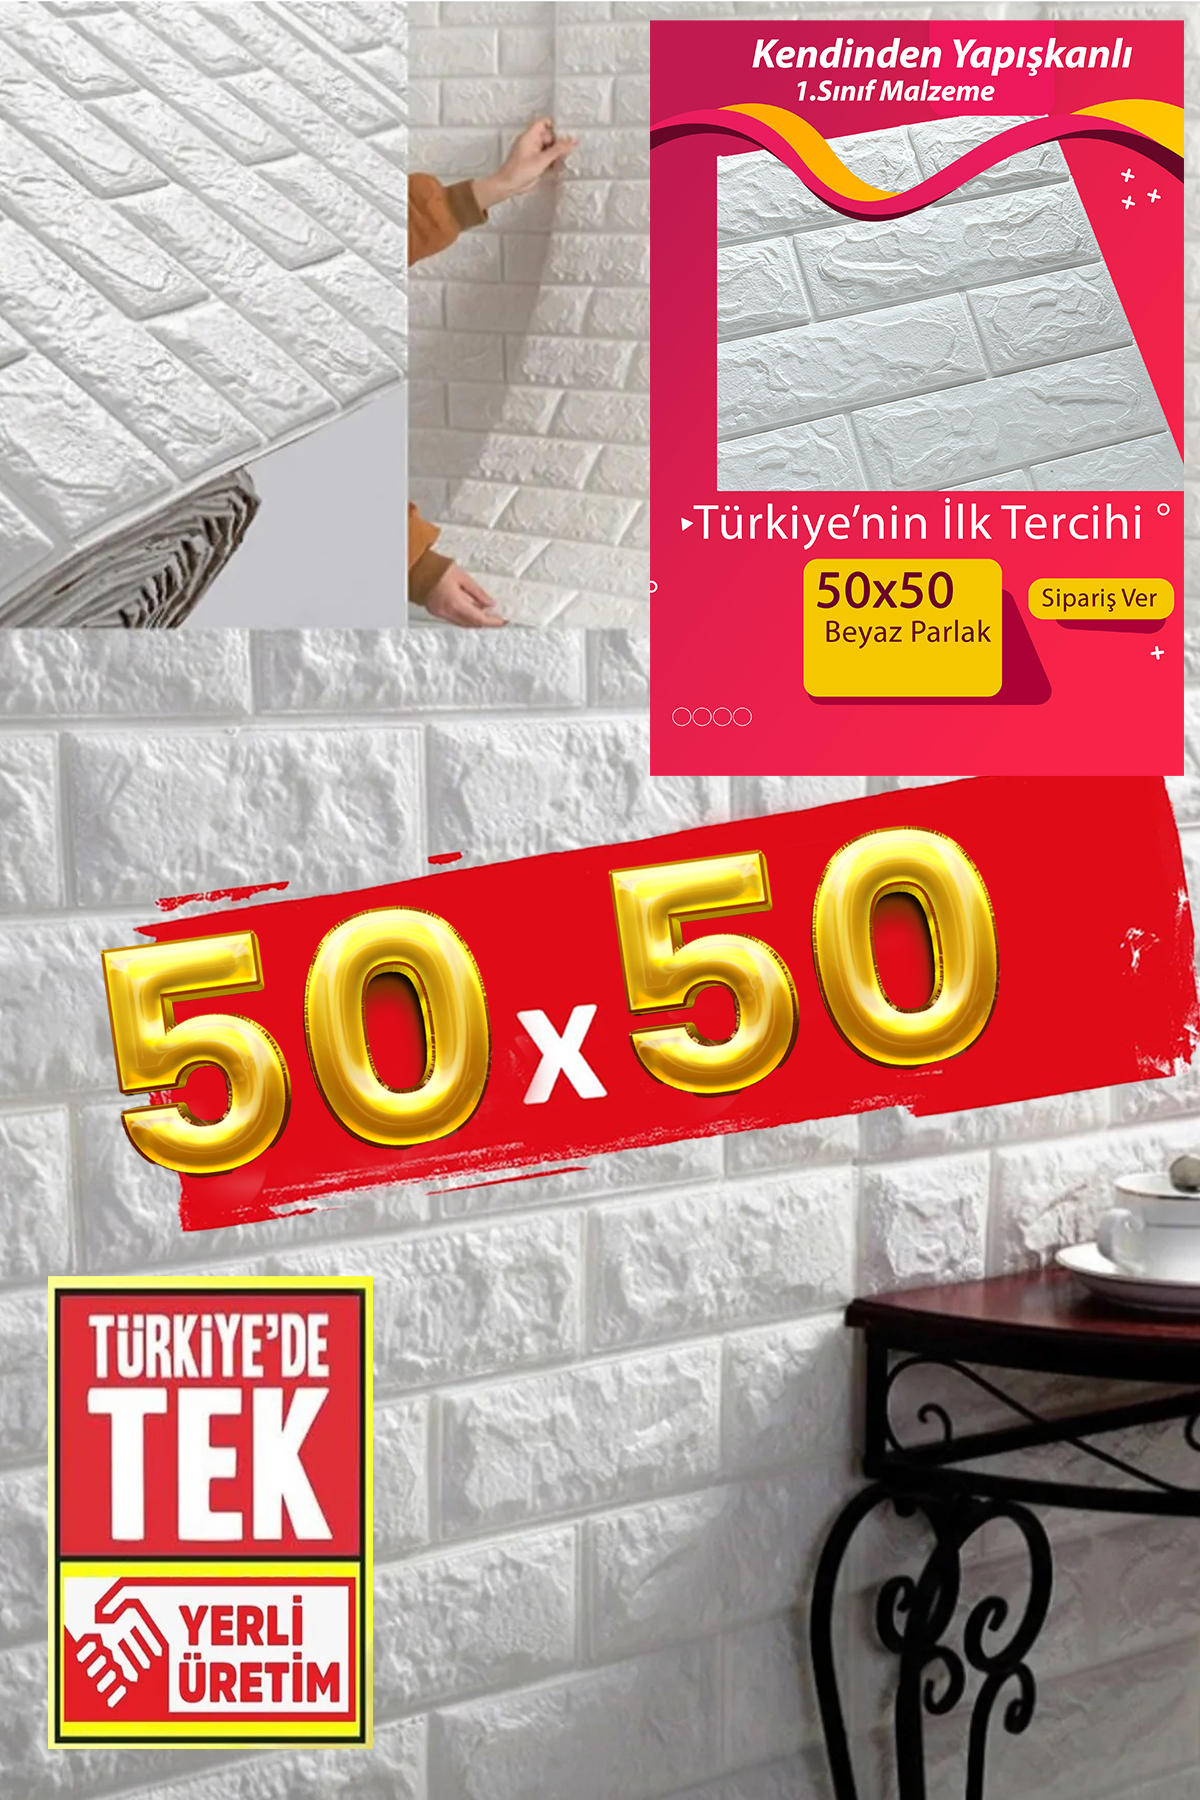 Kendinden Yapışkanlı
1.Sınıf Malzeme
Türkiye’nin İlk Tercihi
50x50
Beyaz Parlak
Sipariş Ver
50x50
TÜRKİYE’DE
TEK
YERLİ
ÜRETİM